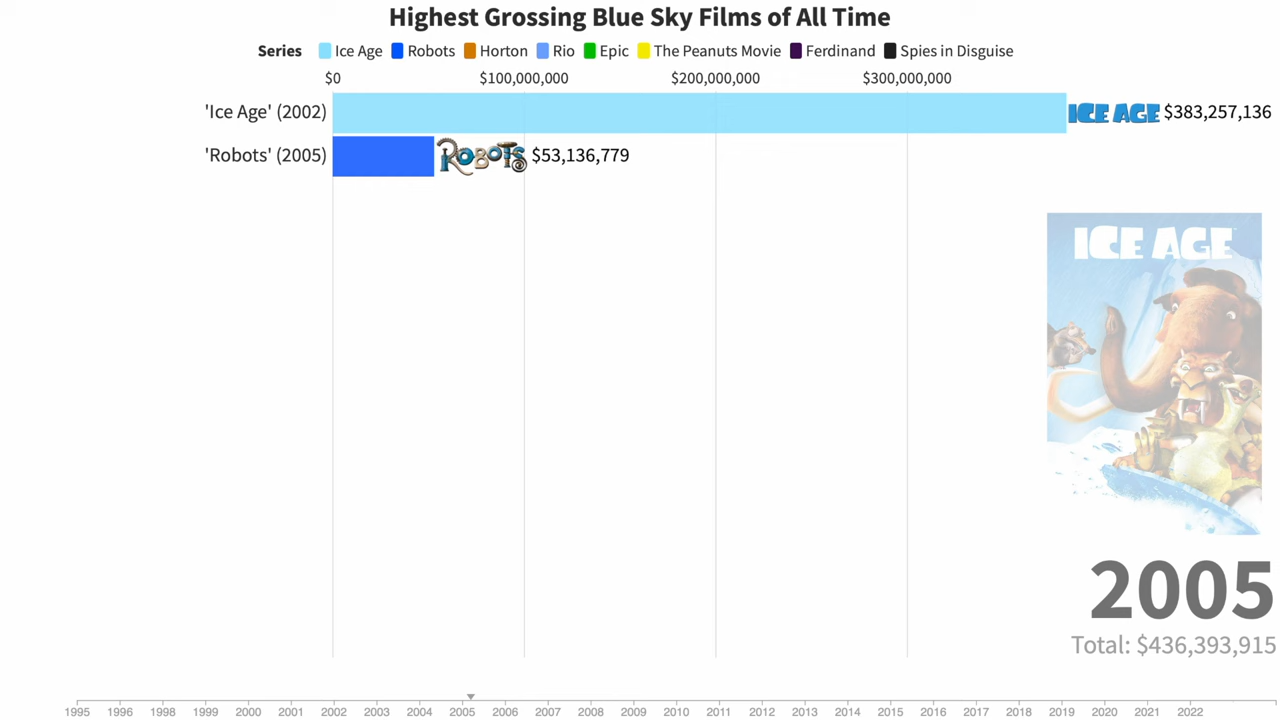 Highest Grossing Blue Sky Films of All Time
Series Ice Age Robots Horton Rio Epic The Peanuts Movie Ferdinand Spies in Disguise
$0 $100,000,000 $200,000,000 $300,000,000
'Ice Age' (2002) ICE AGE $383,257,136
'Robots' (2005) ROBOTS $53,136,779
ICE AGE
2005
Total: $436,393,915
1995 1996 1998 1999 2000 2001 2002 2003 2004 2005 2006 2007 2008 2009 2010 2011 2012 2013 2014 2015 2016 2017 2018 2019 2020 2021 2022